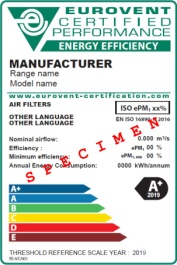 EUROVENT
CERTIFIED
PERFORMANCE
ENERGY EFFICIENCY
MANUFACTURER
Range name
Model name
www.eurovent-certification.com
AIR FILTERS
ISO ePM1 xx%
OTHER LANGUAGE
EN ISO 16890: 2016
OTHER LANGUAGE
Nominal airflow: 0.000 m³/s
Efficiency : ePM1 00 %
Minimum efficiency: 00 %
Annual Energy Consumption: 0000 kWh/annum
SPECIMEN
A+
A
B
C
D
E
A+
2019
THRESHOLD REFERENCE SCALE YEAR : 2019